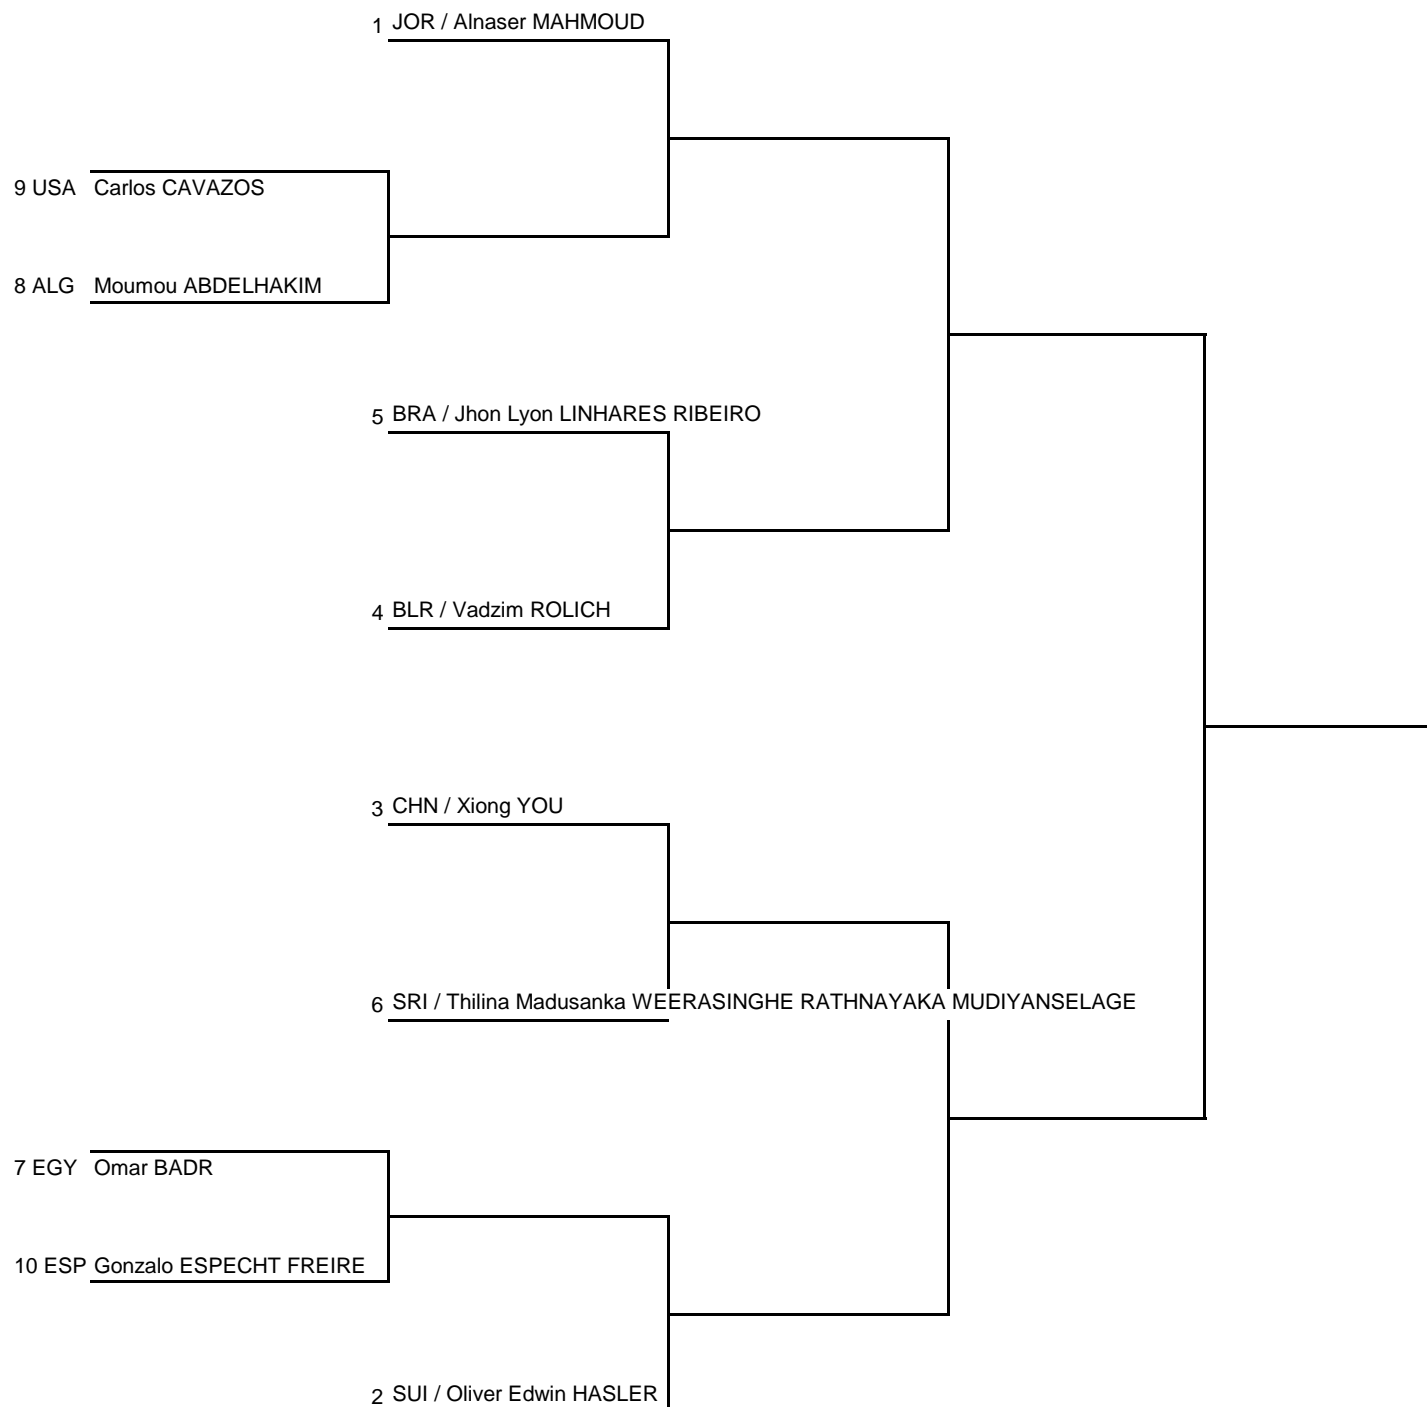 1 JOR / Alnaser MAHMOUD
9 USA Carlos CAVAZOS
8 ALG Moumou ABDELHAKIM
5 BRA / Jhon Lyon LINHARES RIBEIRO
4 BLR / Vadzim ROLICH
3 CHN / Xiong YOU
6 SRI / Thilina Madusanka WEERASINGHE RATHNAYAKA MUDIYANSELAGE
7 EGY Omar BADR
10 ESP Gonzalo ESPECHT FREIRE
2 SUI / Oliver Edwin HASLER